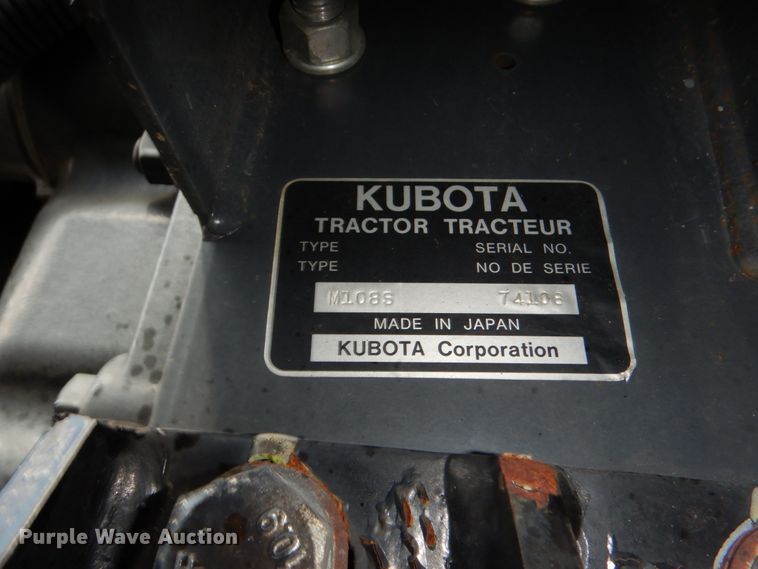 KUBOTA
TRACTOR TRACTEUR
TYPE SERIAL NO.
TYPE NO DE SERIE
M108S 74106
MADE IN JAPAN
KUBOTA Corporation
Purple Wave Auction